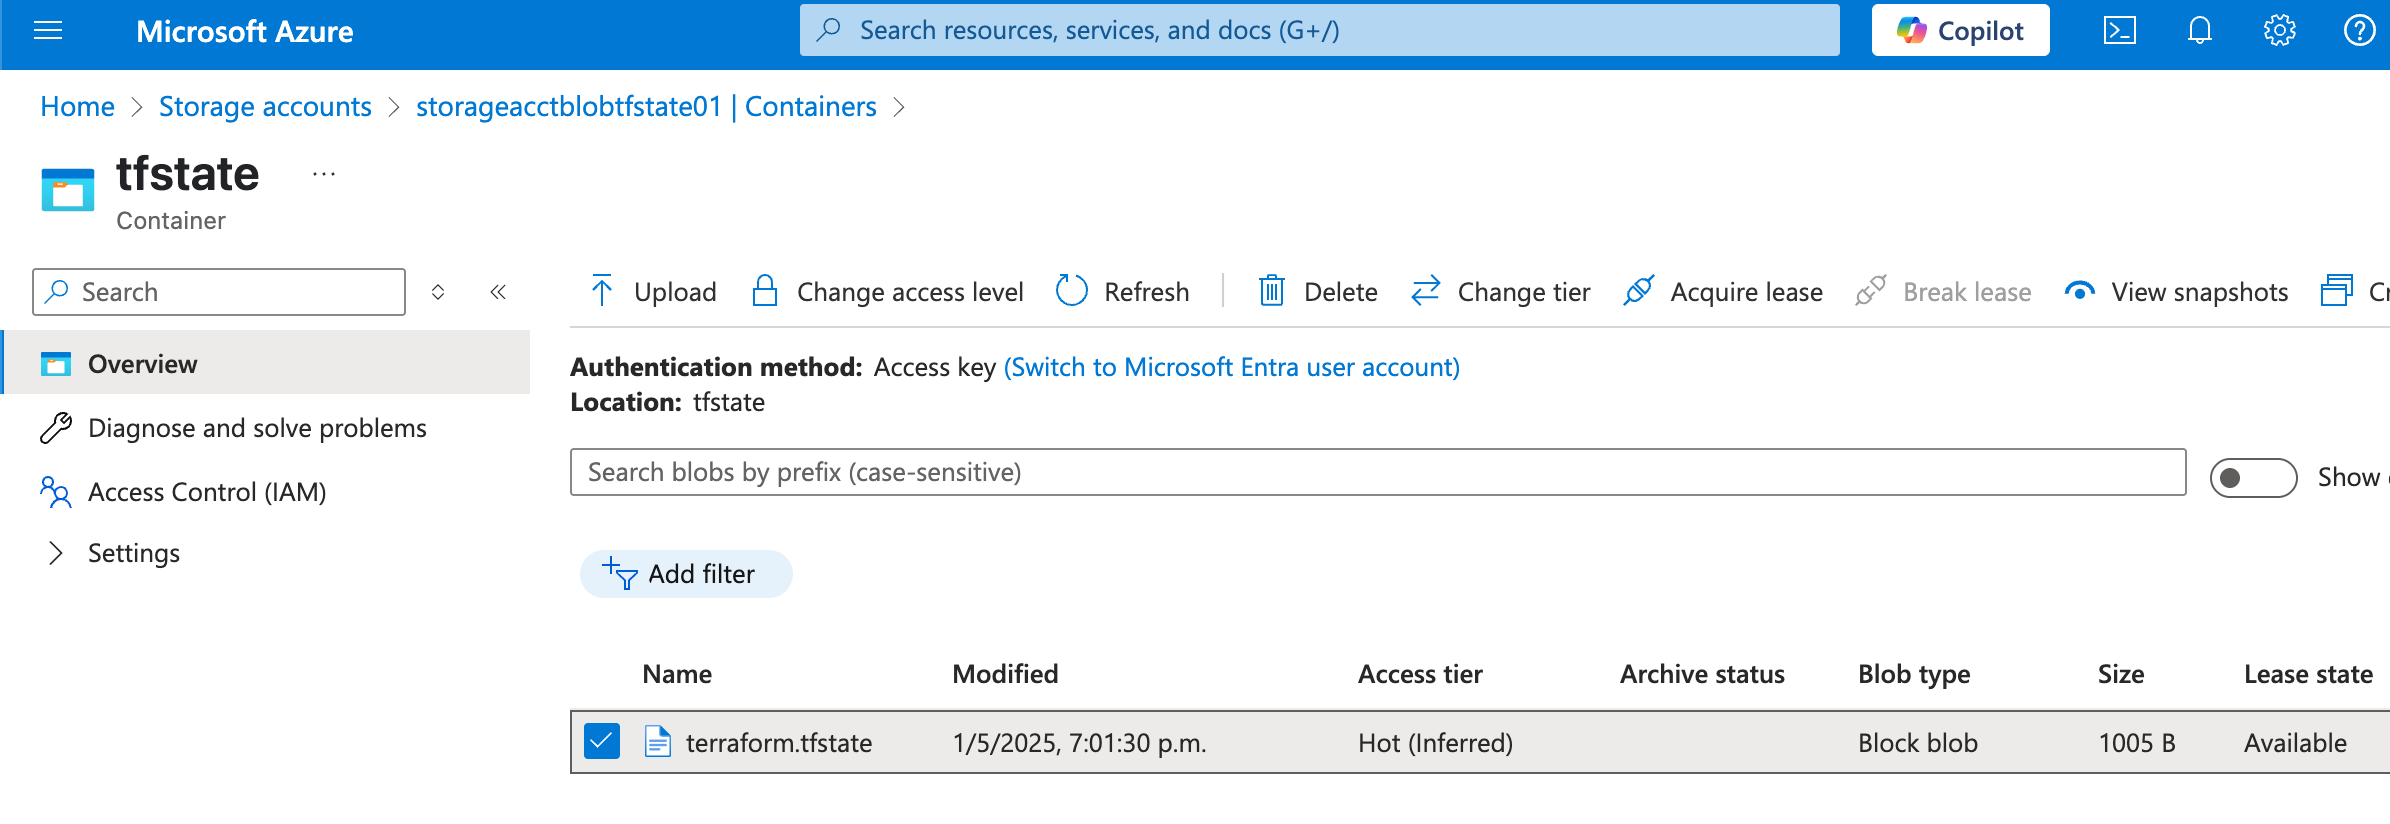 Microsoft Azure
Search resources, services, and docs (G+/)
Copilot
Home > Storage accounts > storageacctblobtfstate01 | Containers >
tfstate ...
Container
Search
Overview
Diagnose and solve problems
Access Control (IAM)
Settings
Upload Change access level Refresh Delete Change tier Acquire lease Break lease View snapshots
Authentication method: Access key (Switch to Microsoft Entra user account)
Location: tfstate
Search blobs by prefix (case-sensitive)
Show
Add filter
Name Modified Access tier Archive status Blob type Size Lease state
terraform.tfstate 1/5/2025, 7:01:30 p.m. Hot (Inferred) Block blob 1005 B Available